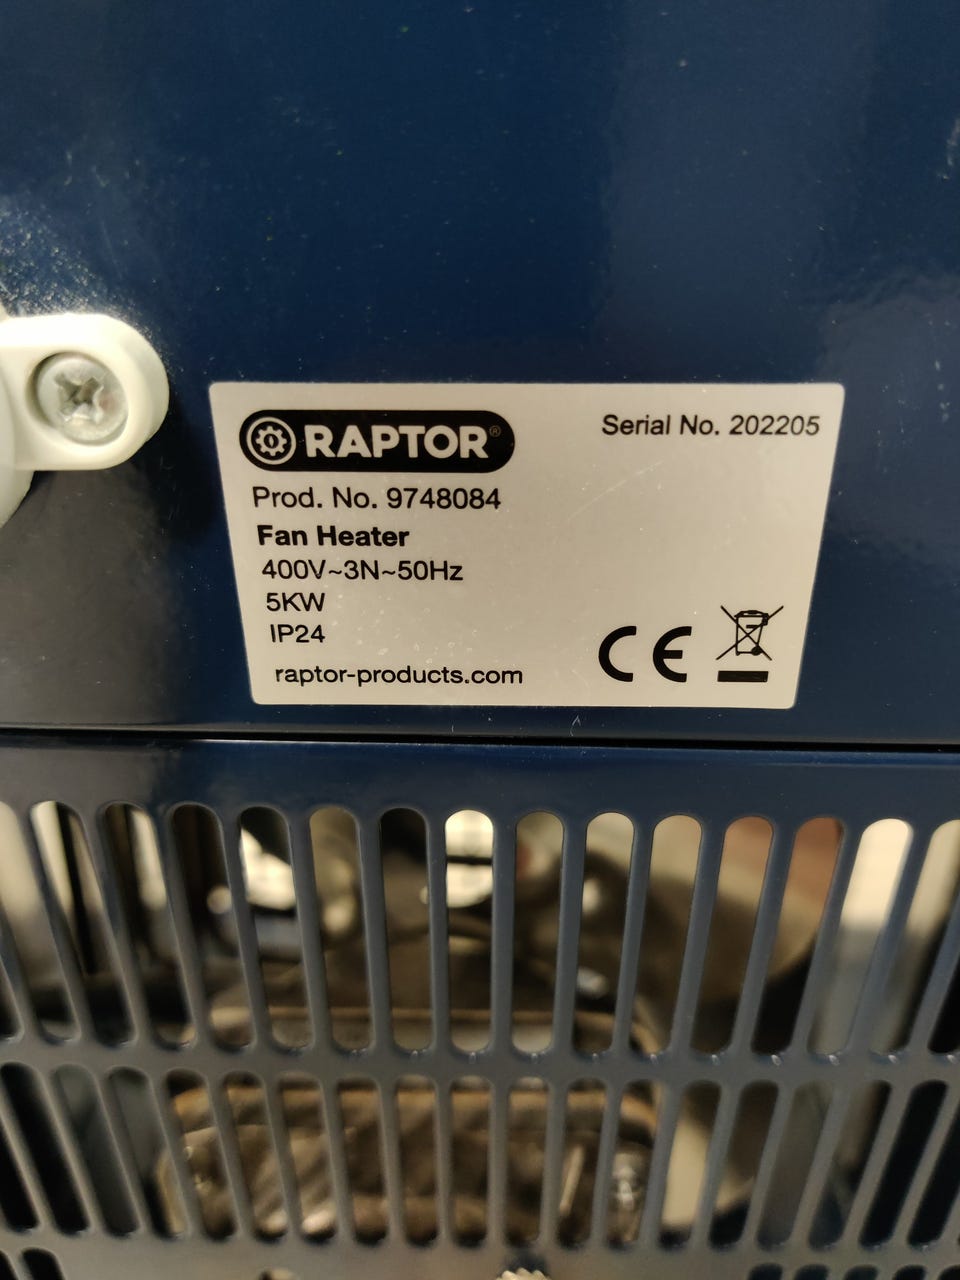 RAPTOR®
Serial No. 202205
Prod. No. 9748084
Fan Heater
400V~3N~50Hz
5KW
IP24
raptor-products.com
CE